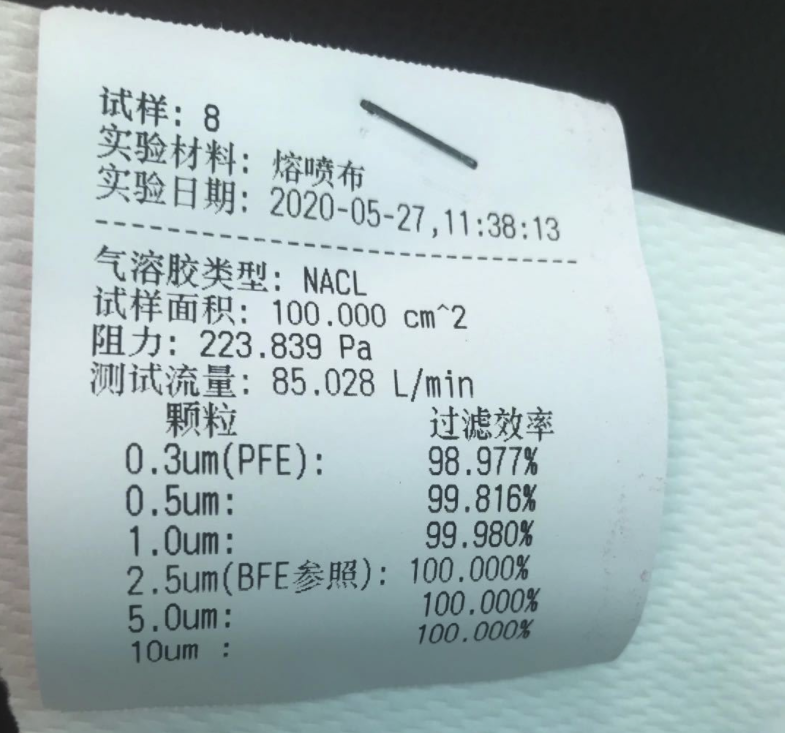 试样: 8
实验材料: 熔喷布
实验日期: 2020-05-27,11:38:13
----------------------------------------
气溶胶类型: NACL
试样面积: 100.000 cm^2
阻力: 223.839 Pa
测试流量: 85.028 L/min
颗粒 过滤效率
0.3um(PFE): 98.977%
0.5um: 99.816%
1.0um: 99.980%
2.5um(BFE参照): 100.000%
5.0um: 100.000%
10um : 100.000%